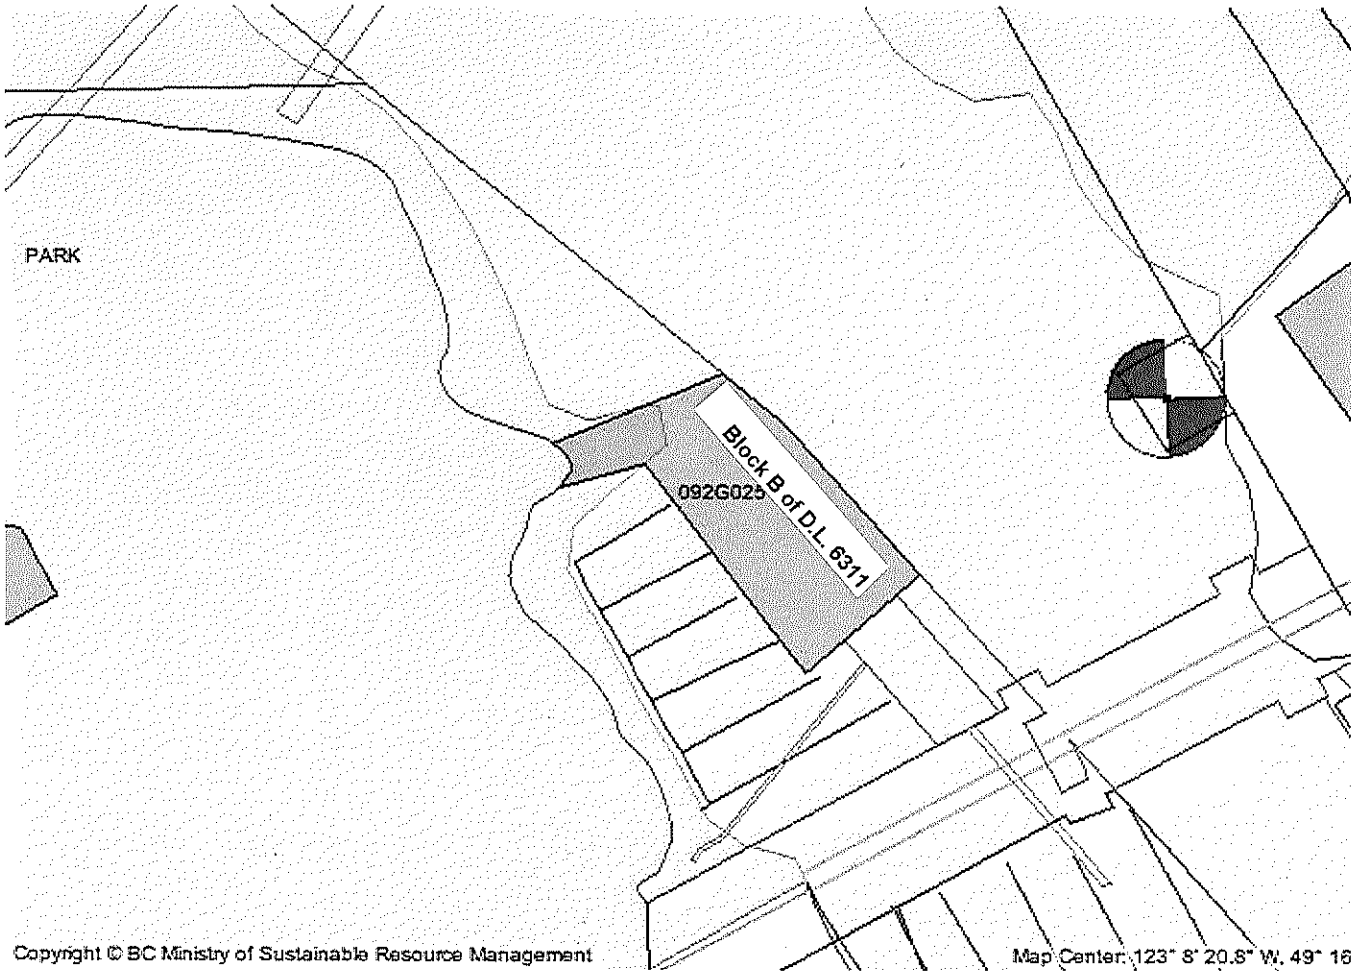 PARK
Block B of D.L. 6311
092G025
Copyright © BC Ministry of Sustainable Resource Management
Map Center: 123° 8' 20.8" W, 49° 16